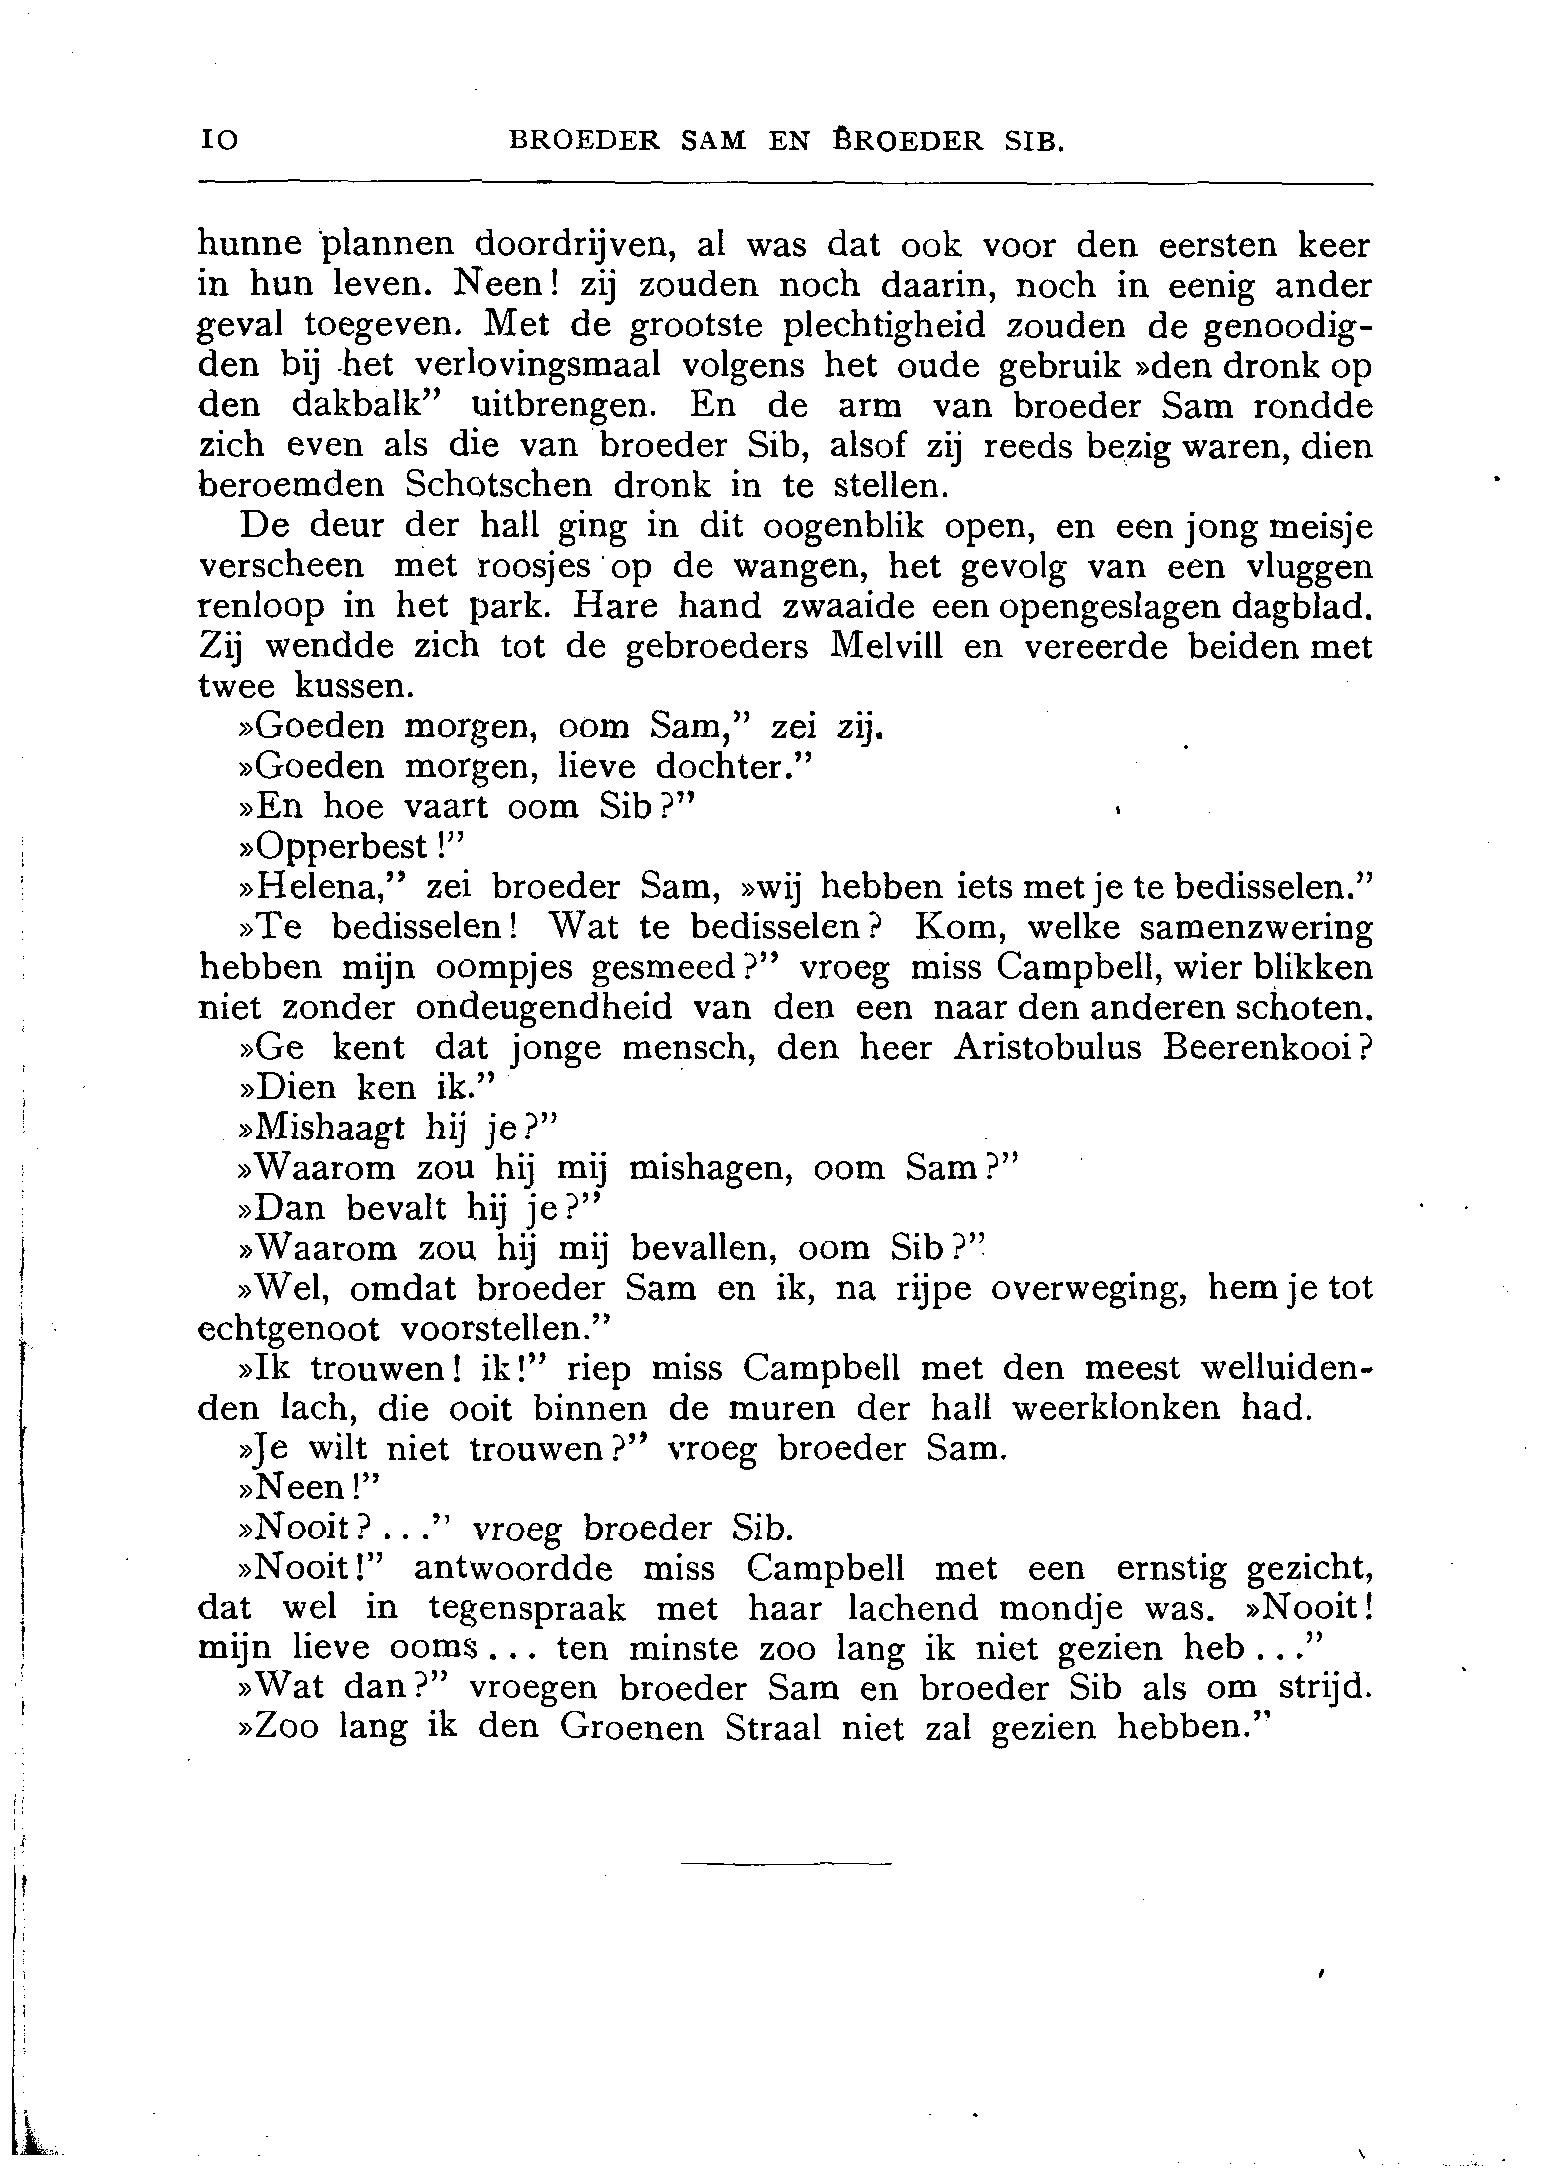 10 BROEDER SAM EN BROEDER SIB.
hunne plannen doordrijven, al was dat ook voor den eersten keer
in hun leven. Neen! zij zouden noch daarin, noch in eenig ander
geval toegeven. Met de grootste plechtigheid zouden de genoodig-
den bij het verlovingsmaal volgens het oude gebruik »den dronk op
den dakbalk” uitbrengen. En de arm van broeder Sam rondde
zich even als die van broeder Sib, alsof zij reeds bezig waren, dien
beroemden Schotschen dronk in te stellen.
De deur der hall ging in dit oogenblik open, en een jong meisje
verscheen met roosjes op de wangen, het gevolg van een vluggen
renloop in het park. Hare hand zwaaide een opengeslagen dagblad.
Zij wendde zich tot de gebroeders Melvill en vereerde beiden met
twee kussen.
»Goeden morgen, oom Sam,” zei zij.
»Goeden morgen, lieve dochter.”
»En hoe vaart oom Sib?”
»Opperbest!”
»Helena,” zei broeder Sam, »wij hebben iets met je te bedisselen.”
»Te bedisselen! Wat te bedisselen? Kom, welke samenzwering
hebben mijn oompjes gesmeed?” vroeg miss Campbell, wier blikken
niet zonder ondeugendheid van den een naar den anderen schoten.
»Ge kent dat jonge mensch, den heer Aristobulus Beerenkooi?
»Dien ken ik.”
»Mishaagt hij je?”
»Waarom zou hij mij mishagen, oom Sam?”
»Dan bevalt hij je?”
»Waarom zou hij mij bevallen, oom Sib?”
»Wel, omdat broeder Sam en ik, na rijpe overweging, hem je tot
echtgenoot voorstellen.”
»Ik trouwen! ik!” riep miss Campbell met den meest welluiden-
den lach, die ooit binnen de muren der hall weerklonken had.
»Je wilt niet trouwen?” vroeg broeder Sam.
»Neen!”
»Nooit?...” vroeg broeder Sib.
»Nooit!” antwoordde miss Campbell met een ernstig gezicht,
dat wel in tegenspraak met haar lachend mondje was. »Nooit!
mijn lieve ooms... ten minste zoo lang ik niet gezien heb...”
»Wat dan?” vroegen broeder Sam en broeder Sib als om strijd.
»Zoo lang ik den Groenen Straal niet zal gezien hebben.”